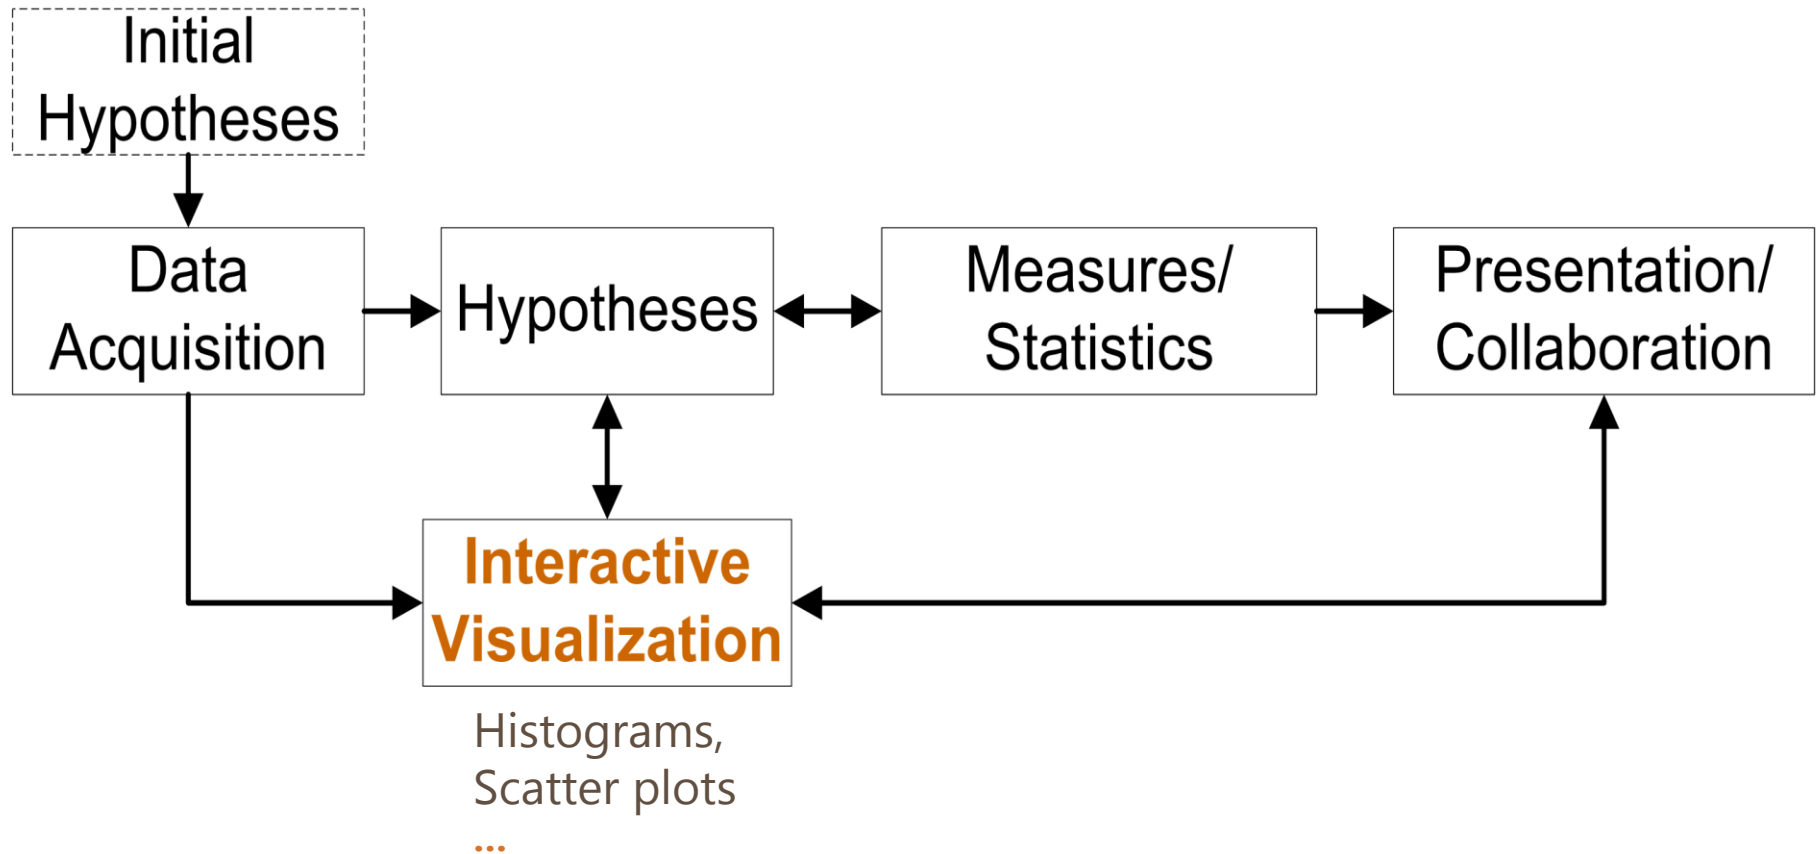 Initial
Hypotheses
Data
Acquisition
Hypotheses
Measures/
Statistics
Presentation/
Collaboration
Interactive
Visualization
Histograms,
Scatter plots
...